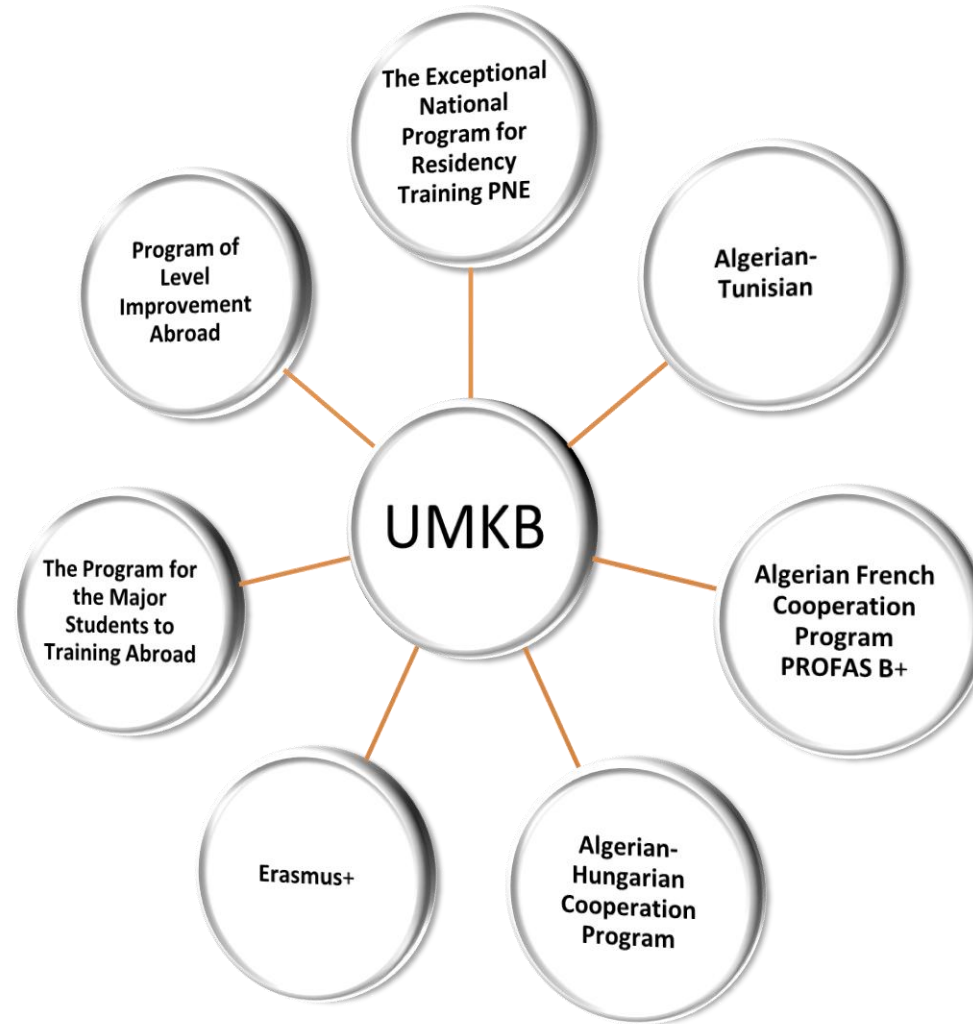 The Exceptional
National
Program for
Residency
Training PNE
Algerian-
Tunisian
Program of
Level
Improvement
Abroad
UMKB
Algerian French
Cooperation
Program
PROFAS B+
The Program for
the Major
Students to
Training Abroad
Erasmus+
Algerian-
Hungarian
Cooperation
Program